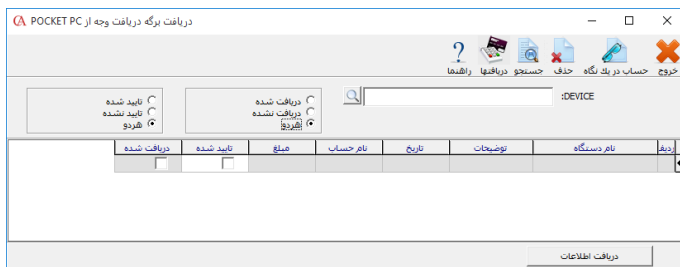 دریافت برگه دریافت وجه از POCKET PC
خروج حساب در یك نگاه حذف جستجو دریافتها راهنما
DEVICE:
دریافت شده
دریافت نشده
هردو
تایید شده
تایید نشده
هردو
ردیف نام دستگاه توضیحات تاریخ نام حساب مبلغ تایید شده دریافت شده
دریافت اطلاعات